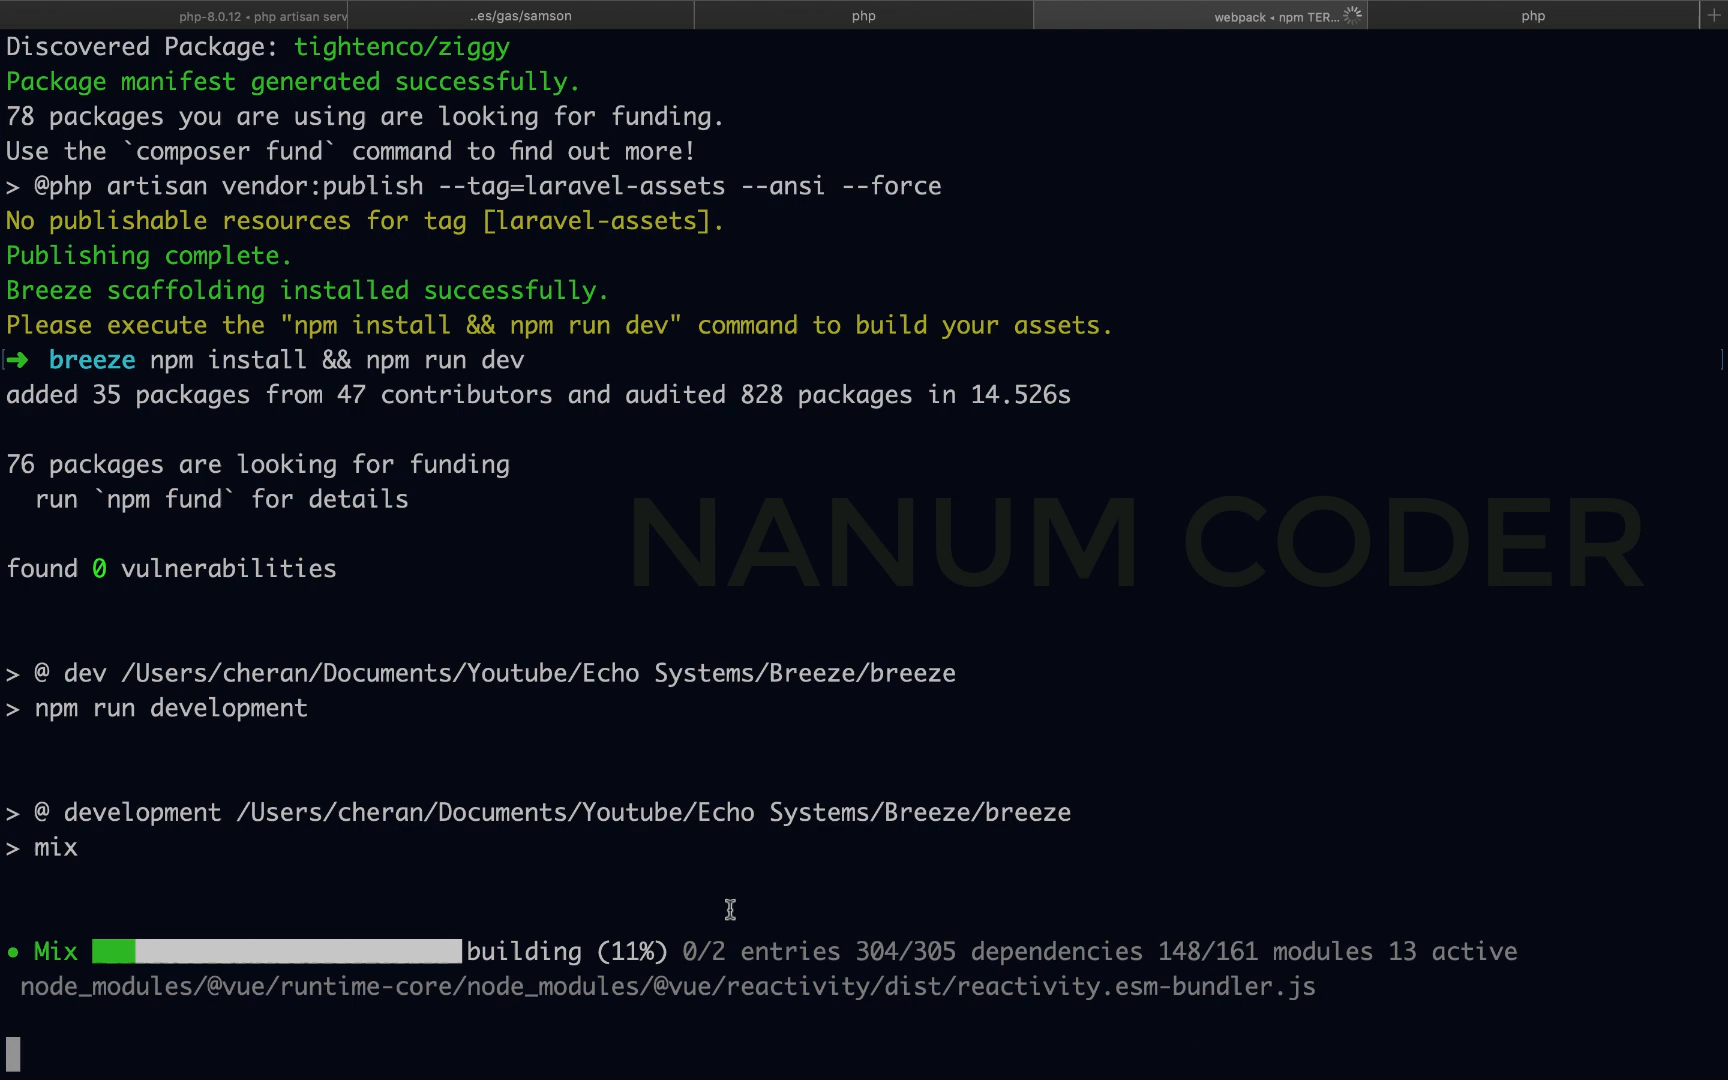 php-8.0.12 • php artisan serv
..es/gas/samson
php
webpack ◂ npm TER...
php
Discovered Package: tightenco/ziggy
Package manifest generated successfully.
78 packages you are using are looking for funding.
Use the `composer fund` command to find out more!
> @php artisan vendor:publish --tag=laravel-assets --ansi --force
No publishable resources for tag [laravel-assets].
Publishing complete.
Breeze scaffolding installed successfully.
Please execute the "npm install && npm run dev" command to build your assets.
➜ breeze npm install && npm run dev
added 35 packages from 47 contributors and audited 828 packages in 14.526s
76 packages are looking for funding
run `npm fund` for details
NANUM CODER
found 0 vulnerabilities
> @ dev /Users/cheran/Documents/Youtube/Echo Systems/Breeze/breeze
> npm run development
> @ development /Users/cheran/Documents/Youtube/Echo Systems/Breeze/breeze
> mix
● Mix building (11%) 0/2 entries 304/305 dependencies 148/161 modules 13 active
node_modules/@vue/runtime-core/node_modules/@vue/reactivity/dist/reactivity.esm-bundler.js